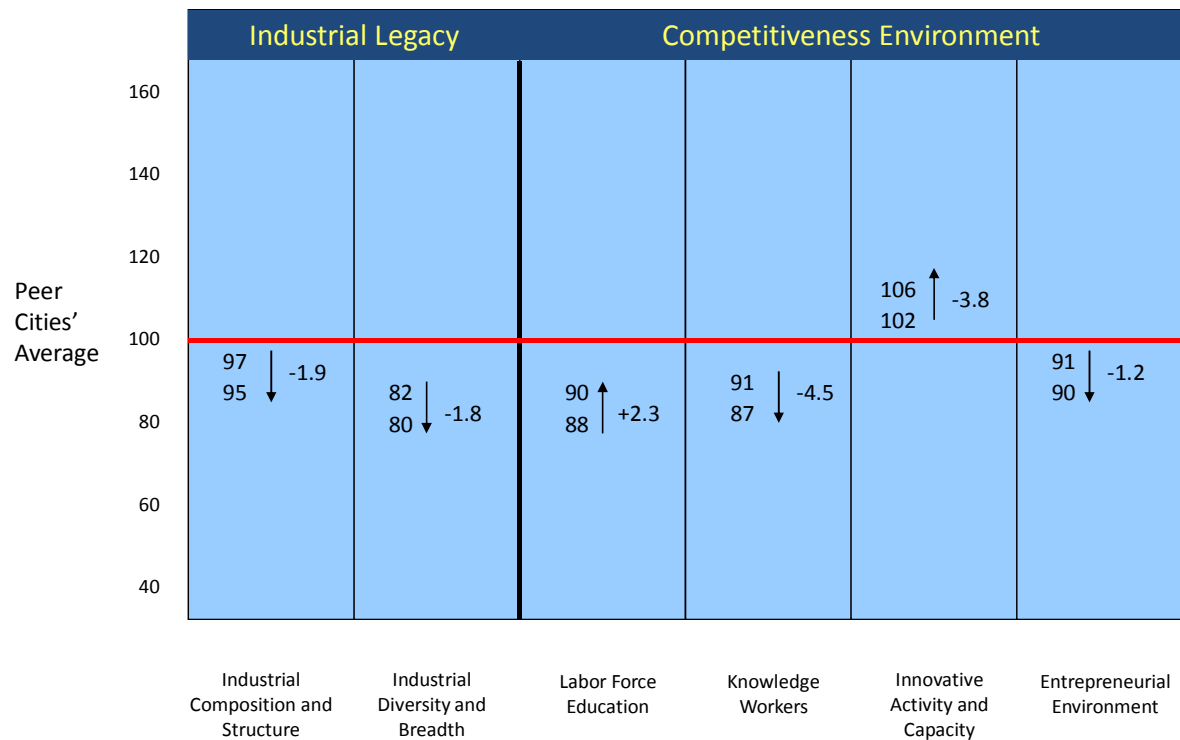 Industrial Legacy
Competitiveness Environment
160
140
120
100
80
60
40
Peer
Cities’
Average
97
95
-1.9
82
80
-1.8
90
88
+2.3
91
87
-4.5
106
102
-3.8
91
90
-1.2
Industrial
Composition and
Structure
Industrial
Diversity and
Breadth
Labor Force
Education
Knowledge
Workers
Innovative
Activity and
Capacity
Entrepreneurial
Environment